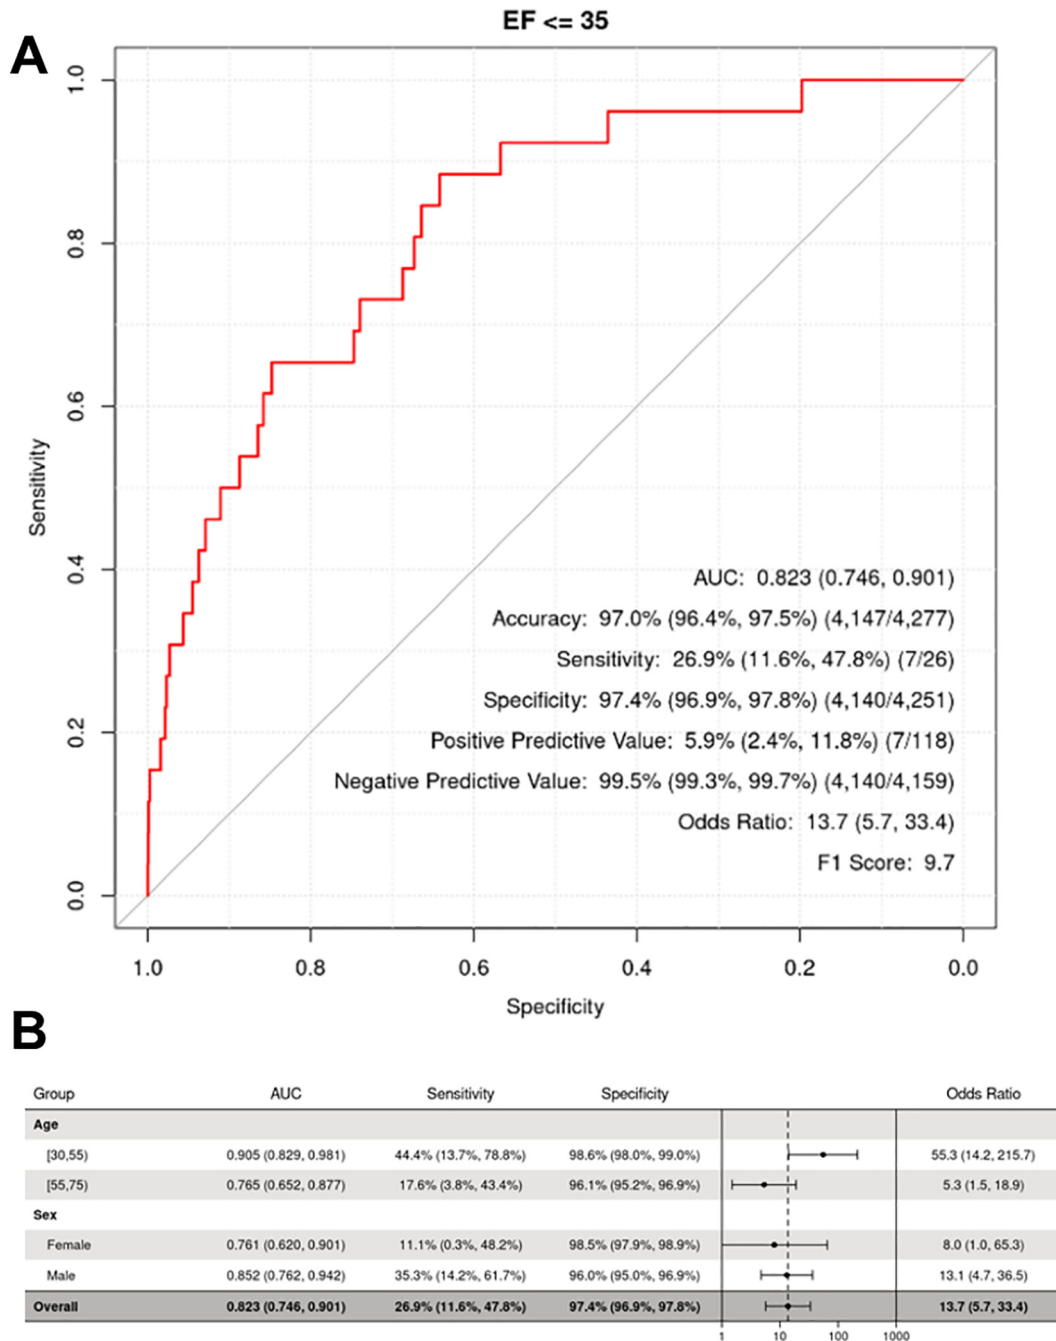 EF <= 35
A
1.0
0.8
0.6
0.4
0.2
0.0
Sensitivity
AUC: 0.823 (0.746, 0.901)
Accuracy: 97.0% (96.4%, 97.5%) (4,147/4,277)
Sensitivity: 26.9% (11.6%, 47.8%) (7/26)
Specificity: 97.4% (96.9%, 97.8%) (4,140/4,251)
Positive Predictive Value: 5.9% (2.4%, 11.8%) (7/118)
Negative Predictive Value: 99.5% (99.3%, 99.7%) (4,140/4,159)
Odds Ratio: 13.7 (5.7, 33.4)
F1 Score: 9.7
1.0 0.8 0.6 0.4 0.2 0.0
Specificity
B
Group AUC Sensitivity Specificity Odds Ratio
Age
[30,55) 0.905 (0.829, 0.981) 44.4% (13.7%, 78.8%) 98.6% (98.0%, 99.0%) 55.3 (14.2, 215.7)
[55,75) 0.765 (0.652, 0.877) 17.6% (3.8%, 43.4%) 96.1% (95.2%, 96.9%) 5.3 (1.5, 18.9)
Sex
Female 0.761 (0.620, 0.901) 11.1% (0.3%, 48.2%) 98.5% (97.9%, 98.9%) 8.0 (1.0, 65.3)
Male 0.852 (0.762, 0.942) 35.3% (14.2%, 61.7%) 96.0% (95.0%, 96.9%) 13.1 (4.7, 36.5)
Overall 0.823 (0.746, 0.901) 26.9% (11.6%, 47.8%) 97.4% (96.9%, 97.8%) 13.7 (5.7, 33.4)
1 10 100 1000